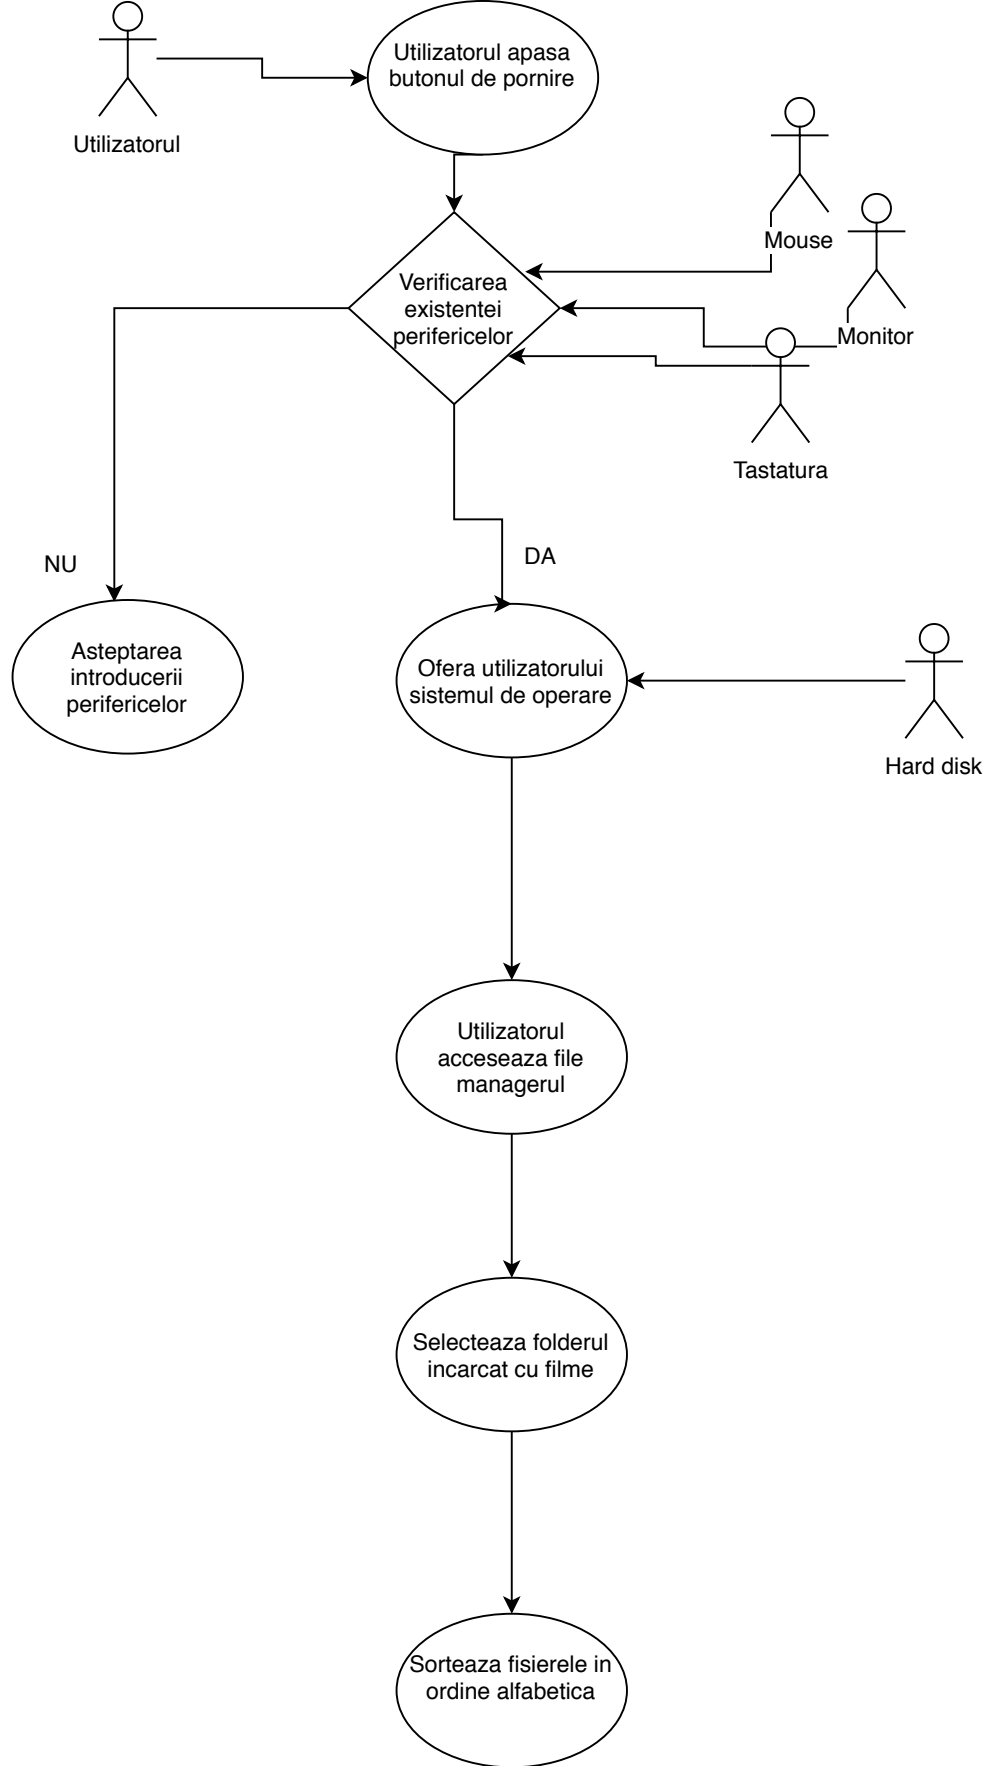 Utilizatorul apasa
butonul de pornire
Utilizatorul
Mouse
Verificarea
existentei
perifericelor
Monitor
Tastatura
NU
DA
Asteptarea
introducerii
perifericelor
Ofera utilizatorului
sistemul de operare
Hard disk
Utilizatorul
acceseaza file
managerul
Selecteaza folderul
incarcat cu filme
Sorteaza fisierele in
ordine alfabetica